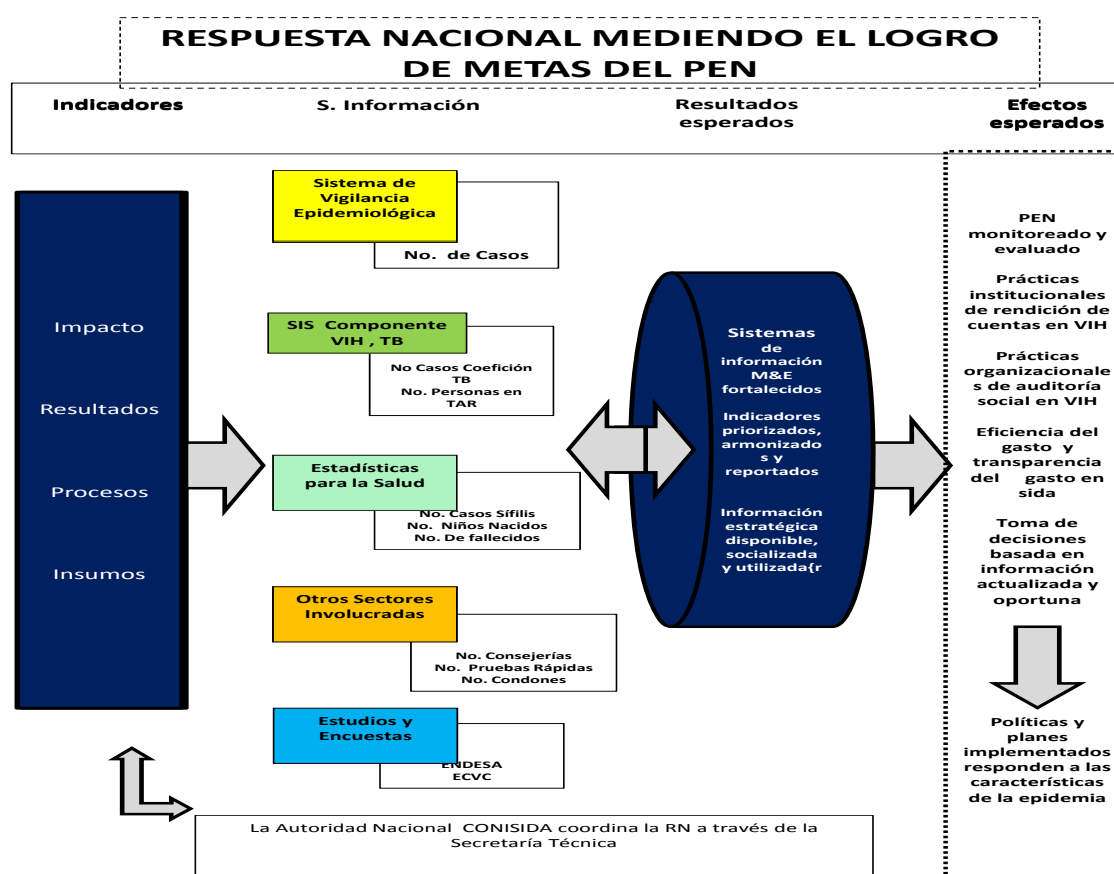 RESPUESTA NACIONAL MEDIENDO EL LOGRO
DE METAS DEL PEN
Indicadores
S. Información
Resultados
esperados
Efectos
esperados
Impacto
Resultados
Procesos
Insumos
Sistema de
Vigilancia
Epidemiológica
No. de Casos
SIS Componente
VIH , TB
No Casos Coefición
TB
No. Personas en
TAR
Estadísticas
para la Salud
No. Casos Sífilis
No. Niños Nacidos
No. De fallecidos
Otros Sectores
Involucradas
No. Consejerías
No. Pruebas Rápidas
No. Condones
Estudios y
Encuestas
ENDESA
ECVC
Sistemas
de
información
M&E
fortalecidos
Indicadores
priorizados,
armonizado
s y
reportados
Información
estratégica
disponible,
socializada
y utilizada{r
PEN
monitoreado y
evaluado
Prácticas
institucionales
de rendición de
cuentas en VIH
Prácticas
organizacionale
s de auditoría
social en VIH
Eficiencia del
gasto y
transparencia
del gasto en
sida
Toma de
decisiones
basada en
información
actualizada y
oportuna
Políticas y
planes
implementados
responden a las
características
de la epidemia
La Autoridad Nacional CONISIDA coordina la RN a través de la
Secretaría Técnica